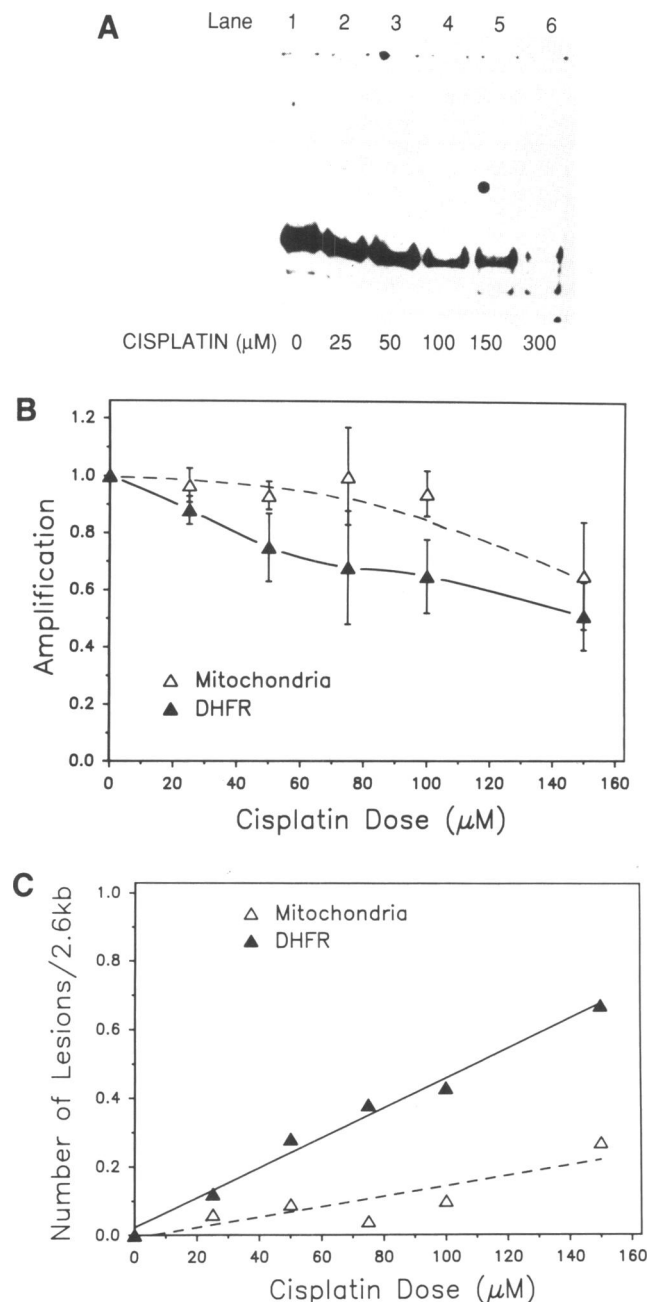 A
Lane 1 2 3 4 5 6
CISPLATIN (μM) 0 25 50 100 150 300
B
1.2
1.0
0.8
0.6
0.4
0.2
0.0
Amplification
△ Mitochondria
▲ DHFR
0 20 40 60 80 100 120 140 160
Cisplatin Dose (μM)
C
1.0
0.8
0.6
0.4
0.2
0.0
Number of Lesions/2.6kb
△ Mitochondria
▲ DHFR
0 20 40 60 80 100 120 140 160
Cisplatin Dose (μM)